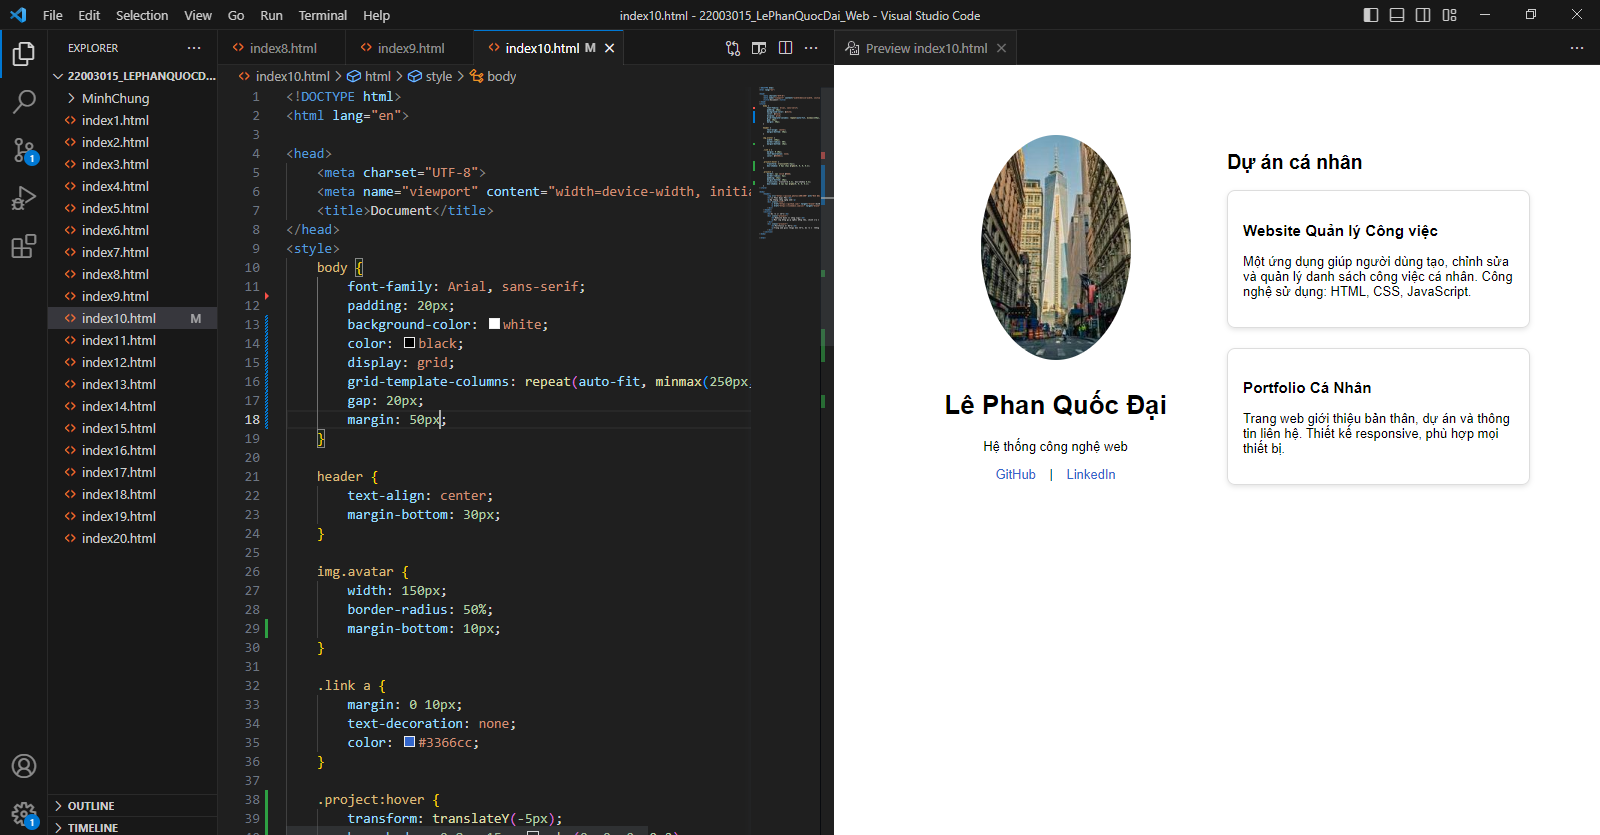 File Edit Selection View Go Run Terminal Help
index10.html - 22003015_LePhanQuocDai_Web - Visual Studio Code
EXPLORER
22003015_LEPHANQUOCD...
MinhChung
index1.html
index2.html
index3.html
index4.html
index5.html
index6.html
index7.html
index8.html
index9.html
index10.html M
index11.html
index12.html
index13.html
index14.html
index15.html
index16.html
index17.html
index18.html
index19.html
index20.html
OUTLINE
TIMELINE
1
1
index8.html index9.html index10.html M
index10.html > html > style > body
1 <!DOCTYPE html>
2 <html lang="en">
3
4 <head>
5 <meta charset="UTF-8">
6 <meta name="viewport" content="width=device-width, initia
7 <title>Document</title>
8 </head>
9 <style>
10 body {
11 font-family: Arial, sans-serif;
12 padding: 20px;
13 background-color: white;
14 color: black;
15 display: grid;
16 grid-template-columns: repeat(auto-fit, minmax(250px,
17 gap: 20px;
18 margin: 50px;
19 }
20
21 header {
22 text-align: center;
23 margin-bottom: 30px;
24 }
25
26 img.avatar {
27 width: 150px;
28 border-radius: 50%;
29 margin-bottom: 10px;
30 }
31
32 .link a {
33 margin: 0 10px;
34 text-decoration: none;
35 color: #3366cc;
36 }
37
38 .project:hover {
39 transform: translateY(-5px);
Preview index10.html
Lê Phan Quốc Đại
Hệ thống công nghệ web
GitHub | LinkedIn
Dự án cá nhân
Website Quản lý Công việc
Một ứng dụng giúp người dùng tạo, chỉnh sửa
và quản lý danh sách công việc cá nhân. Công
nghệ sử dụng: HTML, CSS, JavaScript.
Portfolio Cá Nhân
Trang web giới thiệu bản thân, dự án và thông
tin liên hệ. Thiết kế responsive, phù hợp mọi
thiết bị.